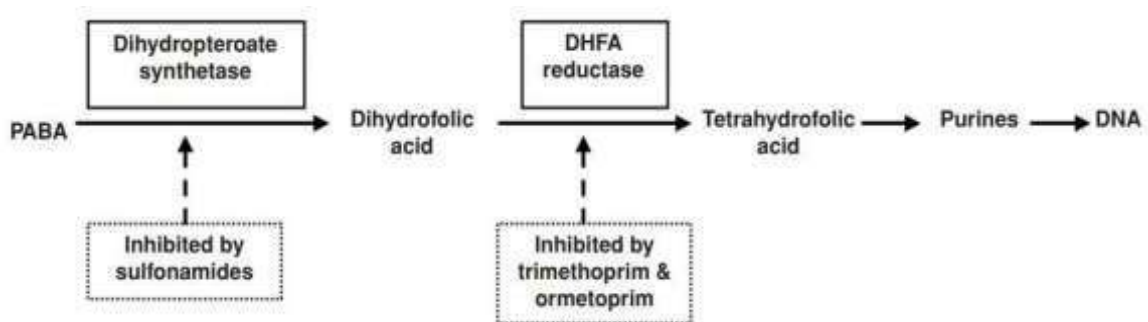 Dihydropteroate
synthetase
DHFA
reductase
PABA
Dihydrofolic
acid
Tetrahydrofolic
acid
Purines
DNA
Inhibited by
sulfonamides
Inhibited by
trimethoprim &
ormetoprim